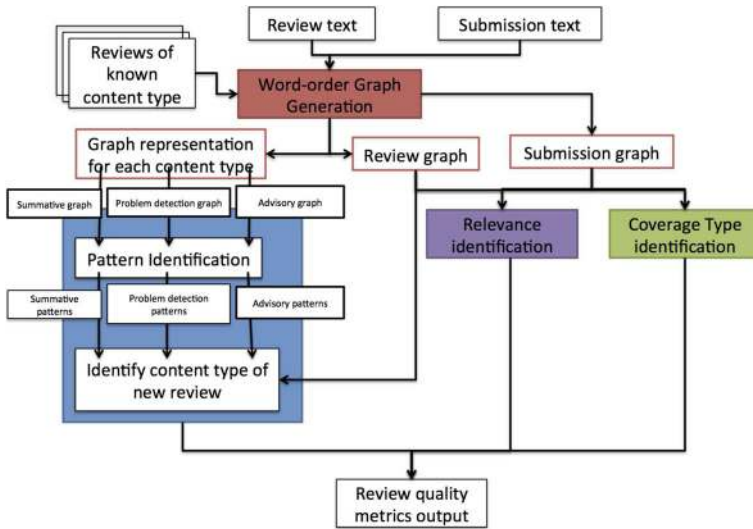 Review text
Submission text
Reviews of
known
content type
Word-order Graph
Generation
Graph representation
for each content type
Review graph
Submission graph
Summative graph
Problem detection graph
Advisory graph
Relevance
identification
Coverage Type
identification
Pattern Identification
Summative
patterns
Problem detection
patterns
Advisory patterns
Identify content type of
new review
Review quality
metrics output